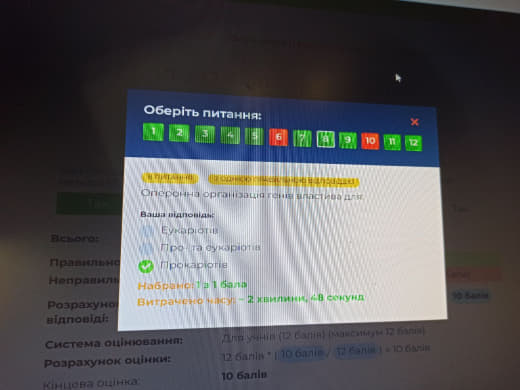 Оберіть питання:
1 2 3 4 5 6 7 8 9 10 11 12
8 питання З однією правильною відповіддю
Оперонна організація генів властива для:
Ваша відповідь:
Еукаріотів
Про- та еукаріотів
Прокаріотів
Набрано: 1 з 1 бала
Витрачено часу: – 2 хвилини, 48 секунд
Всього:
Правильно
Неправиль
10 балів
Розрахунок
відповіді:
Система оцінювання: Для учнів (12 балів) (максимум 12 балів)
Розрахунок оцінки: 12 балів * ( 10 балів / 12 балів ) = 10 балів
Кінцова оцінка: 10 балів